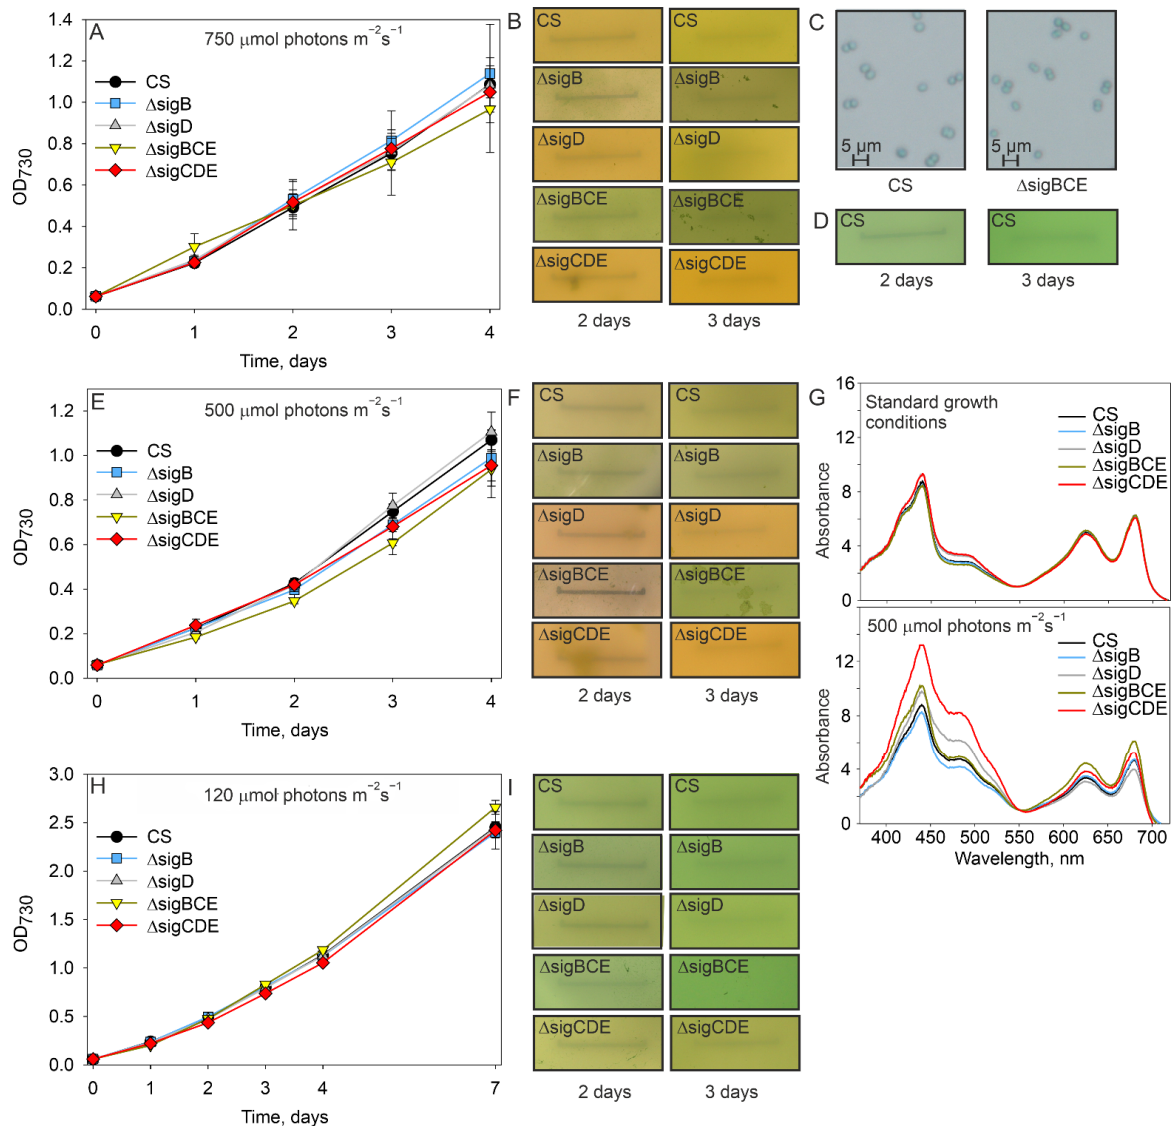 A
750 μmol photons m⁻²s⁻¹
CS
ΔsigB
ΔsigD
ΔsigBCE
ΔsigCDE
OD730
1.4
1.2
1.0
0.8
0.6
0.4
0.2
0.0
0 1 2 3 4
Time, days
B
CS CS
ΔsigB ΔsigB
ΔsigD ΔsigD
ΔsigBCE ΔsigBCE
ΔsigCDE ΔsigCDE
2 days 3 days
C
5 μm 5 μm
CS ΔsigBCE
D
CS CS
2 days 3 days
E
500 μmol photons m⁻²s⁻¹
CS
ΔsigB
ΔsigD
ΔsigBCE
ΔsigCDE
OD730
1.2
1.0
0.8
0.6
0.4
0.2
0.0
0 1 2 3 4
Time, days
F
CS CS
ΔsigB ΔsigB
ΔsigD ΔsigD
ΔsigBCE ΔsigBCE
ΔsigCDE ΔsigCDE
2 days 3 days
G
Standard growth
conditions
CS
ΔsigB
ΔsigD
ΔsigBCE
ΔsigCDE
Absorbance
16
12
8
4
0
500 μmol photons m⁻²s⁻¹
CS
ΔsigB
ΔsigD
ΔsigBCE
ΔsigCDE
Absorbance
12
8
4
0
400 450 500 550 600 650 700
Wavelength, nm
H
120 μmol photons m⁻²s⁻¹
CS
ΔsigB
ΔsigD
ΔsigBCE
ΔsigCDE
OD730
3.0
2.5
2.0
1.5
1.0
0.5
0.0
0 1 2 3 4 7
Time, days
I
CS CS
ΔsigB ΔsigB
ΔsigD ΔsigD
ΔsigBCE ΔsigBCE
ΔsigCDE ΔsigCDE
2 days 3 days